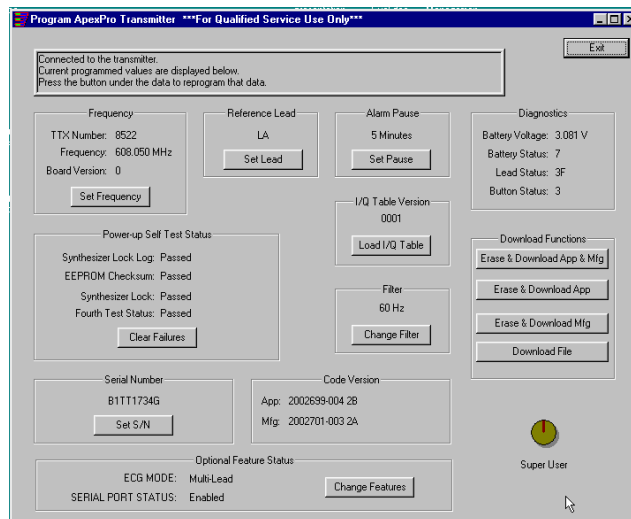 Program ApexPro Transmitter ***For Qualified Service Use Only***
Exit
Connected to the transmitter.
Current programmed values are displayed below.
Press the button under the data to reprogram that data.
Frequency
TTX Number: 8522
Frequency: 608.050 MHz
Board Version: 0
Set Frequency
Reference Lead
LA
Set Lead
Alarm Pause
5 Minutes
Set Pause
Diagnostics
Battery Voltage: 3.081 V
Battery Status: 7
Lead Status: 3F
Button Status: 3
I/Q Table Version
0001
Load I/Q Table
Power-up Self Test Status
Synthesizer Lock Log: Passed
EEPROM Checksum: Passed
Synthesizer Lock: Passed
Fourth Test Status: Passed
Clear Failures
Filter
60 Hz
Change Filter
Download Functions
Erase & Download App & Mfg
Erase & Download App
Erase & Download Mfg
Download File
Serial Number
B1TT1734G
Set S/N
Code Version
App: 2002699-004 2B
Mfg: 2002701-003 2A
Super User
Optional Feature Status
ECG MODE: Multi-Lead
SERIAL PORT STATUS: Enabled
Change Features